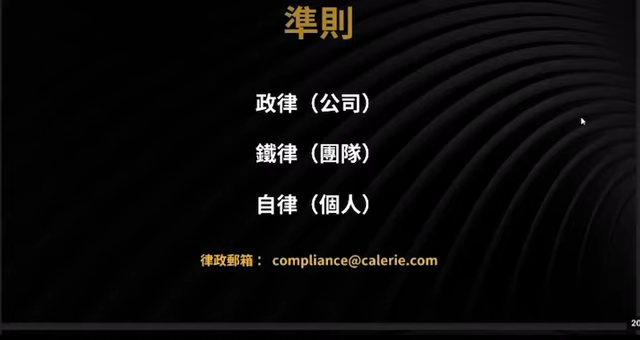 準則
政律（公司）
鐵律（團隊）
自律（個人）
律政郵箱： compliance@calerie.com
20